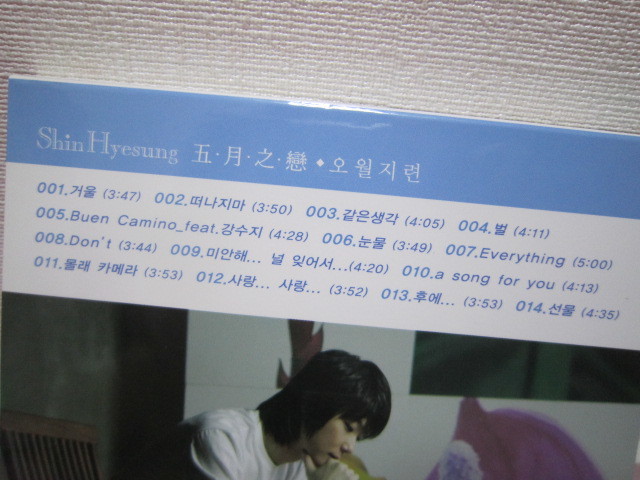 Shin Hyesung 五·月·之·戀 ◆ 오월지련
001.거울 (3:47) 002.떠나지마 (3:50) 003.같은생각 (4:05) 004.벌 (4:11)
005.Buen Camino_feat.강수지 (4:28) 006.눈물 (3:49) 007.Everything (5:00)
008.Don't (3:44) 009.미안해... 널 잊어서...(4:20) 010.a song for you (4:13)
011.몰래 카메라 (3:53) 012.사랑... 사랑... (3:52) 013.후에... (3:53) 014.선물 (4:35)